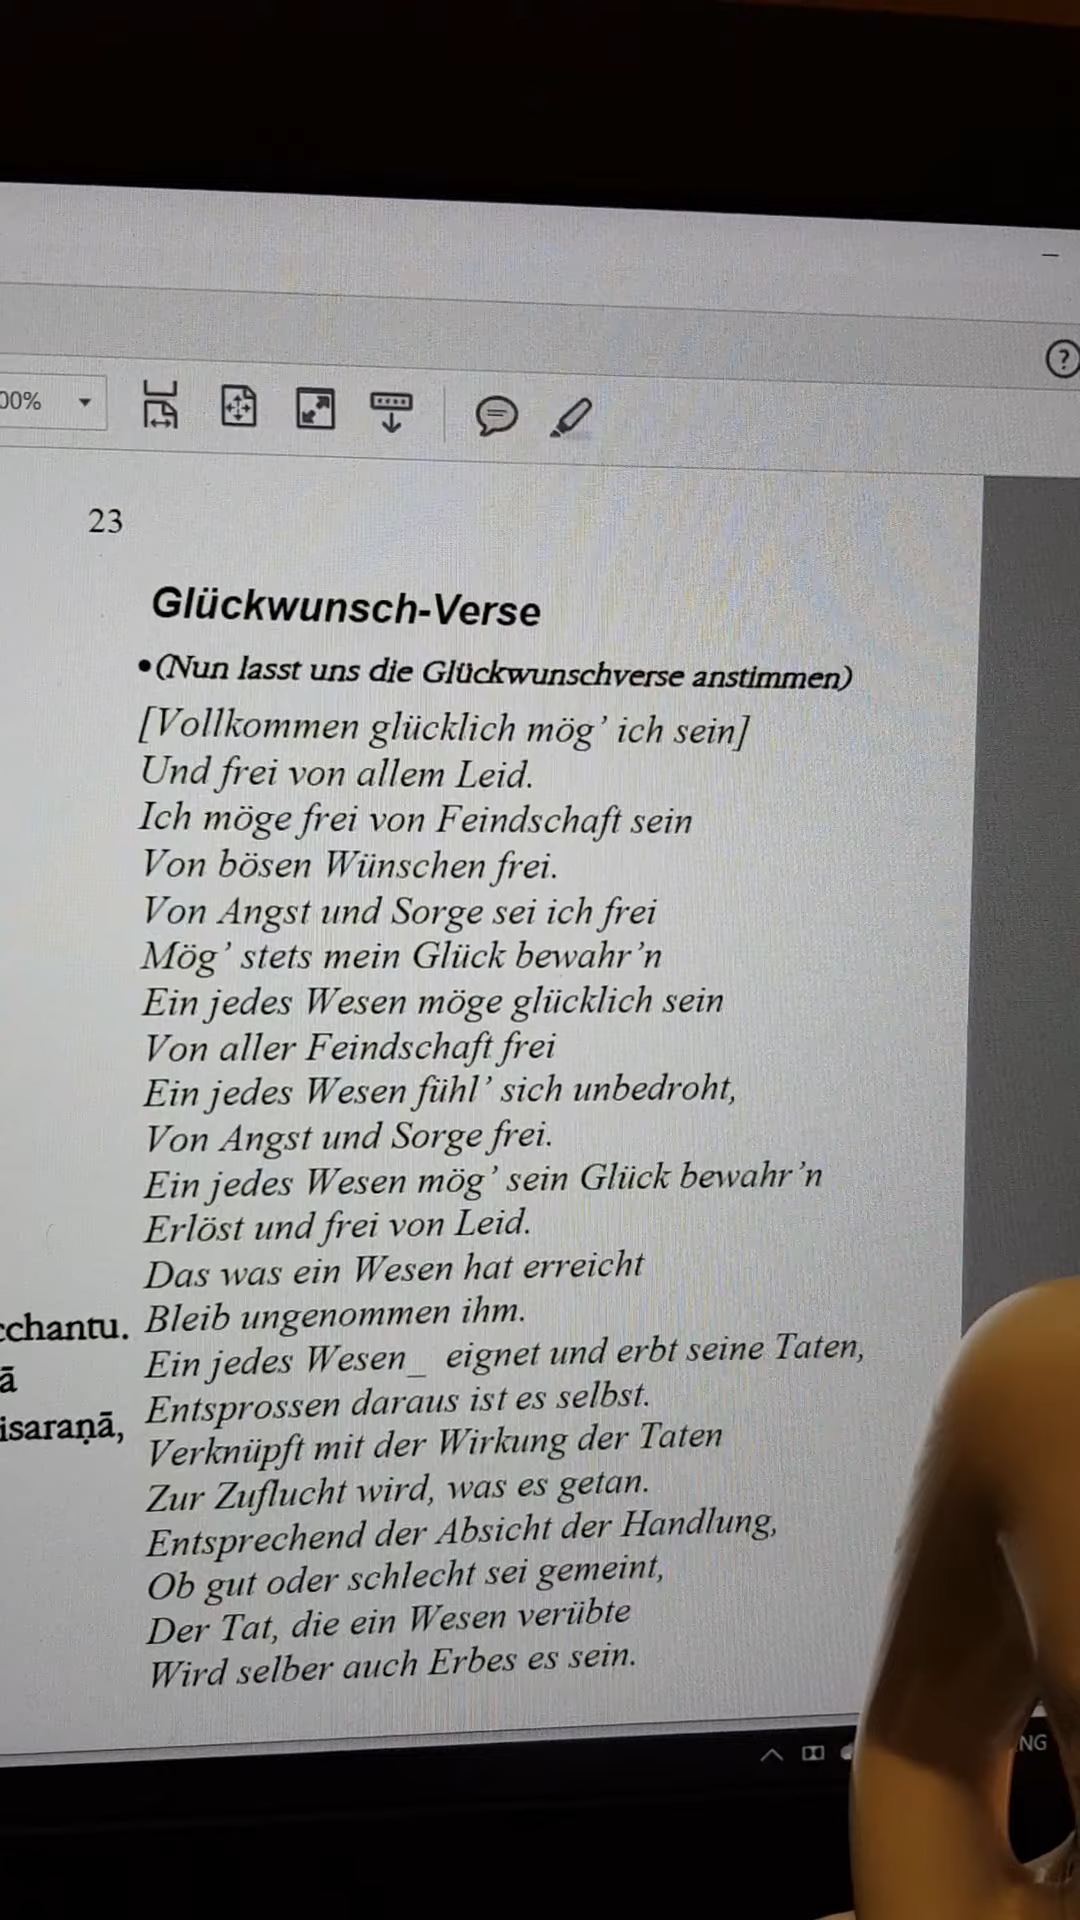 00%
?
23
Glückwunsch-Verse
•(Nun lasst uns die Glückwunschverse anstimmen)
[Vollkommen glücklich mög’ ich sein]
Und frei von allem Leid.
Ich möge frei von Feindschaft sein
Von bösen Wünschen frei.
Von Angst und Sorge sei ich frei
Mög’ stets mein Glück bewahr’n
Ein jedes Wesen möge glücklich sein
Von aller Feindschaft frei
Ein jedes Wesen fühl’ sich unbedroht,
Von Angst und Sorge frei.
Ein jedes Wesen mög’ sein Glück bewahr’n
Erlöst und frei von Leid.
Das was ein Wesen hat erreicht
cchantu. Bleib ungenommen ihm.
Ein jedes Wesen_ eignet und erbt seine Taten,
ā
Entsprossen daraus ist es selbst.
isaraṇā,
Verknüpft mit der Wirkung der Taten
Zur Zuflucht wird, was es getan.
Entsprechend der Absicht der Handlung,
Ob gut oder schlecht sei gemeint,
Der Tat, die ein Wesen verübte
Wird selber auch Erbes es sein.
NG